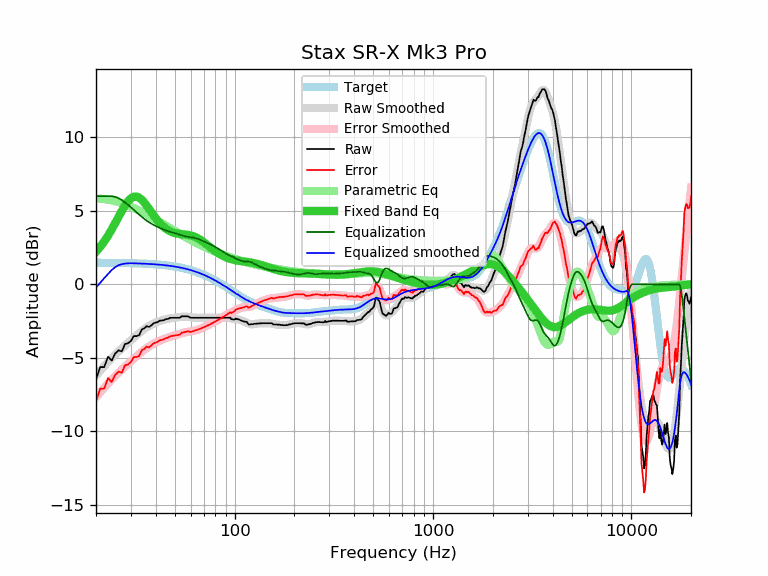 Stax SR-X Mk3 Pro
Target
Raw Smoothed
Error Smoothed
Raw
Error
Parametric Eq
Fixed Band Eq
Equalization
Equalized smoothed
Amplitude (dBr)
10
5
0
−5
−10
−15
100 1000 10000
Frequency (Hz)